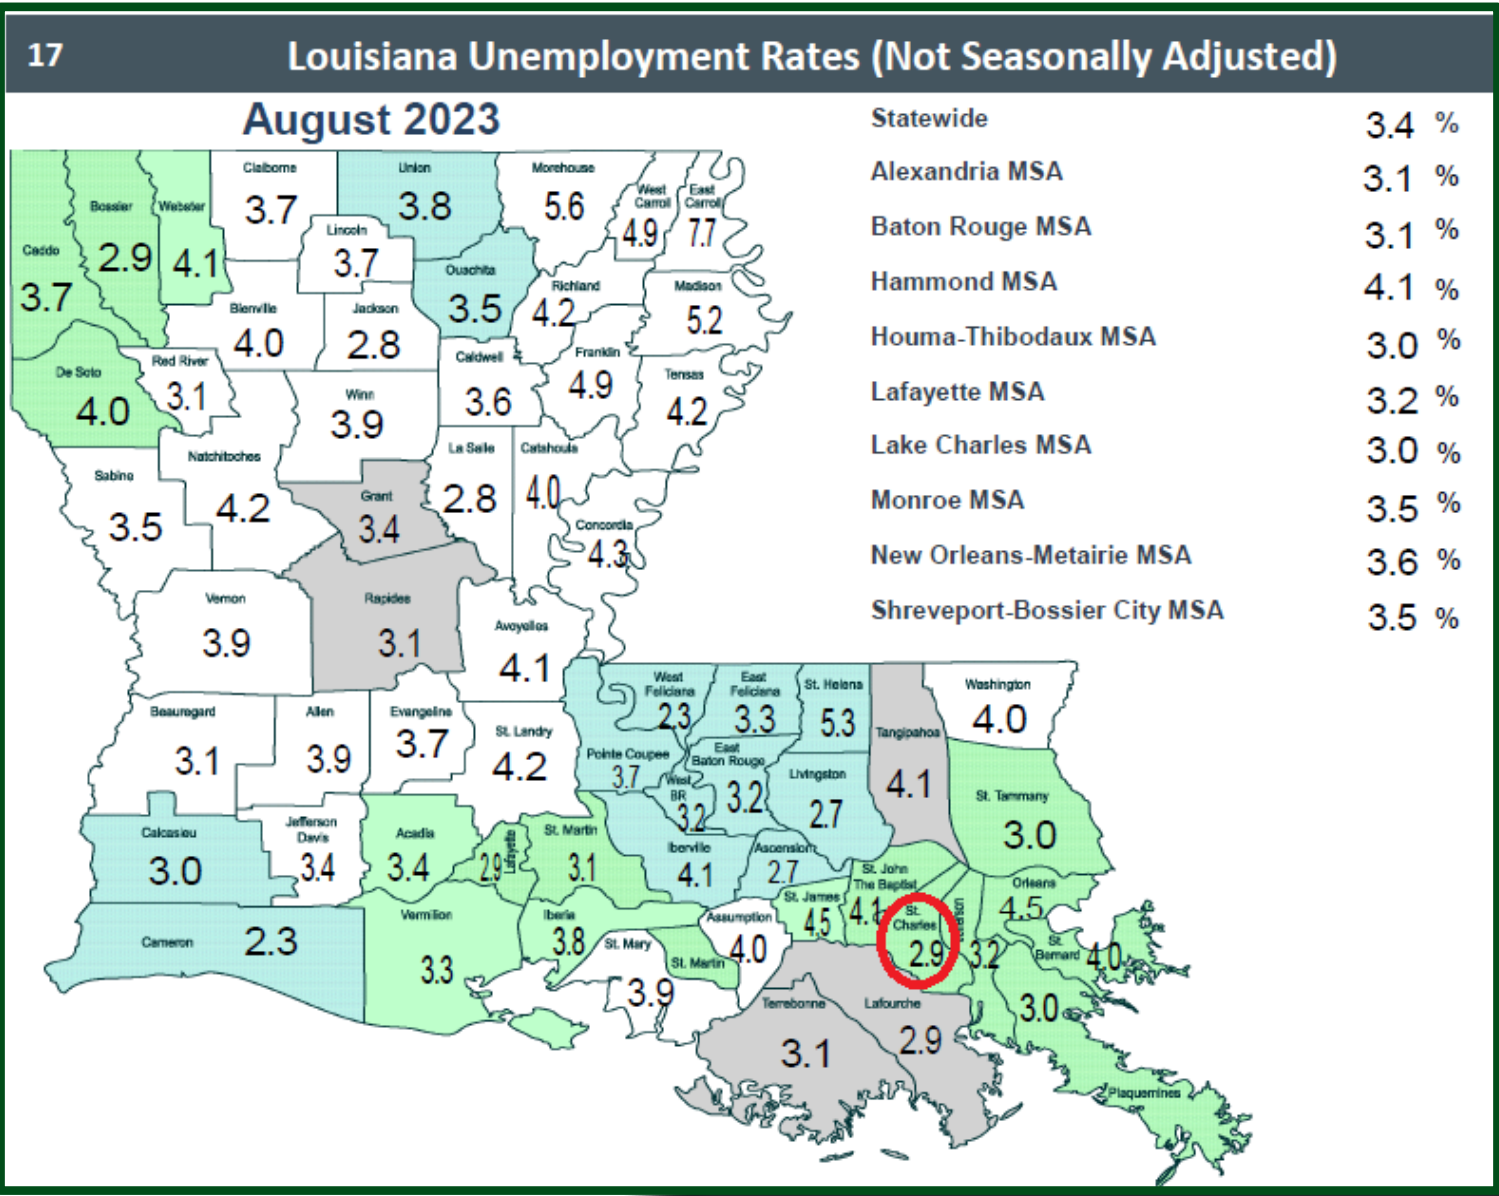 17
Louisiana Unemployment Rates (Not Seasonally Adjusted)
August 2023
Statewide 3.4 %
Alexandria MSA 3.1 %
Baton Rouge MSA 3.1 %
Hammond MSA 4.1 %
Houma-Thibodaux MSA 3.0 %
Lafayette MSA 3.2 %
Lake Charles MSA 3.0 %
Monroe MSA 3.5 %
New Orleans-Metairie MSA 3.6 %
Shreveport-Bossier City MSA 3.5 %
Caddo
3.7
Bossier
2.9
Webster
4.1
Claiborne
3.7
Lincoln
3.7
Union
3.8
Morehouse
5.6
West
Carroll
4.9
East
Carroll
7.7
Ouachita
3.5
Richland
4.2
Madison
5.2
Bienville
4.0
Jackson
2.8
De Soto
4.0
Red River
3.1
Winn
3.9
Caldwell
3.6
Franklin
4.9
Tensas
4.2
Sabine
3.5
Natchitoches
4.2
Grant
3.4
La Salle
2.8
Catahoula
4.0
Concordia
4.3
Vernon
3.9
Rapides
3.1
Avoyelles
4.1
Beauregard
3.1
Allen
3.9
Evangeline
3.7
St. Landry
4.2
Pointe Coupee
3.7
West
Feliciana
2.3
East
Feliciana
3.3
St. Helena
5.3
Tangipahoa
4.1
Washington
4.0
West
BR
3.2
East
Baton Rouge
3.2
Livingston
2.7
St. Tammany
3.0
Calcasieu
3.0
Jefferson
Davis
3.4
Acadia
3.4
Lafayette
2.9
St. Martin
3.1
Iberville
4.1
Ascension
2.7
Cameron
2.3
Vermilion
3.3
Iberia
3.8
St. Mary
3.9
St. Martin
Assumption
4.0
St. James
4.5
St. John
The Baptist
4.1
St.
Charles
2.9
3.2
Orleans
4.5
St.
Bernard
4.0
Terrebonne
3.1
Lafourche
2.9
3.0
Plaquemines